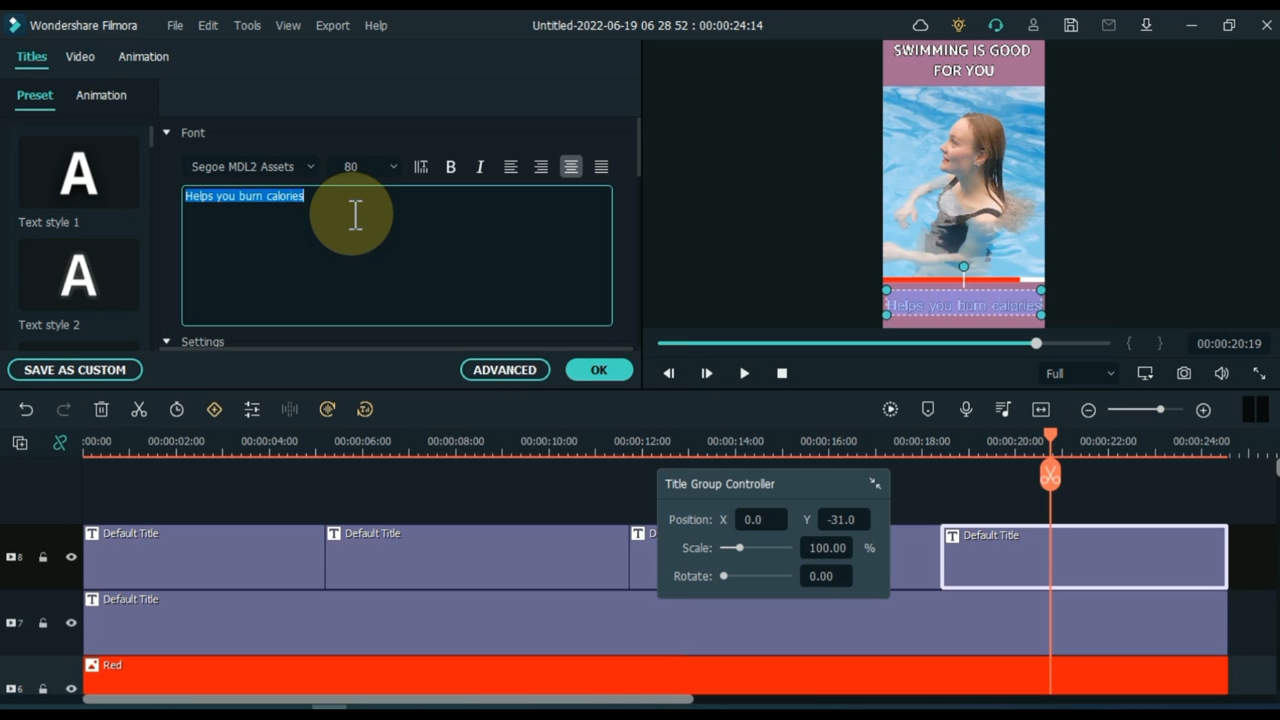 Wondershare Filmora File Edit Tools View Export Help Untitled-2022-06-19 06 28 52 : 00:00:24:14
Titles Video Animation
Preset Animation
Font
Segoe MDL2 Assets 80 B I
Helps you burn calories
A
Text style 1
A
Text style 2
Settings
SAVE AS CUSTOM ADVANCED OK
SWIMMING IS GOOD
FOR YOU
Helps you burn calories
{ } 00:00:20:19
Full
:00:00 00:00:02:00 00:00:04:00 00:00:06:00 00:00:08:00 00:00:10:00 00:00:12:00 00:00:14:00 00:00:16:00 00:00:18:00 00:00:20:00 00:00:22:00 00:00:24:00
Title Group Controller
Position: X 0.0 Y -31.0
Scale: 100.00 %
Rotate: 0.00
8 T Default Title T Default Title T D T Default Title
7 T Default Title
6 Red